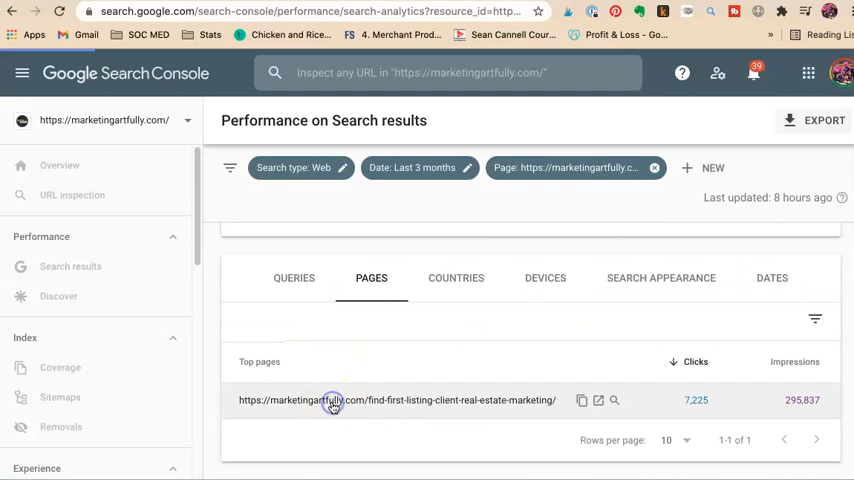 search.google.com/search-console/performance/search-analytics?resource_id=http...
Apps Gmail SOC MED Stats Chicken and Rice... FS 4. Merchant Prod... Sean Cannell Cour... Profit & Loss - Go... » Reading List
Google Search Console Inspect any URL in "https://marketingartfully.com/" 39
https://marketingartfully.com/ Performance on Search results EXPORT
Overview
URL inspection
Performance
Search results
Discover
Index
Coverage
Sitemaps
Removals
Experience
Search type: Web Date: Last 3 months Page: https://marketingartfully.c... NEW
Last updated: 8 hours ago
QUERIES PAGES COUNTRIES DEVICES SEARCH APPEARANCE DATES
Top pages Clicks Impressions
https://marketingartfully.com/find-first-listing-client-real-estate-marketing/ 7,225 295,837
Rows per page: 10 1-1 of 1